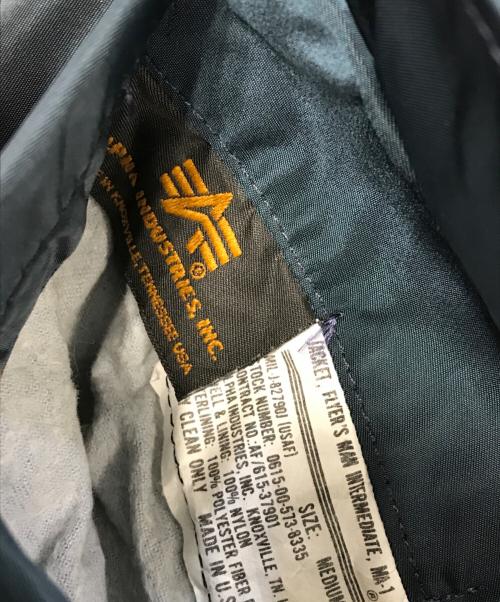 ALPHA INDUSTRIES, INC.
KNOXVILLE, TENNESSEE USA
®
JACKET, FLYER'S MAN INTERMEDIATE, MA-1
®
MIL J-82790J (USAF)
STOCK NUMBER: 0615-00-573-8335
CONTRACT NO: AF/615-37901
ALPHA INDUSTRIES, INC. KNOXVILLE, TN.
SHELL & LINING: 100% NYLON
INTERLINING: 100% POLYESTER FIBER
DRY CLEAN ONLY MADE IN U.S
SIZE:
MEDIUM